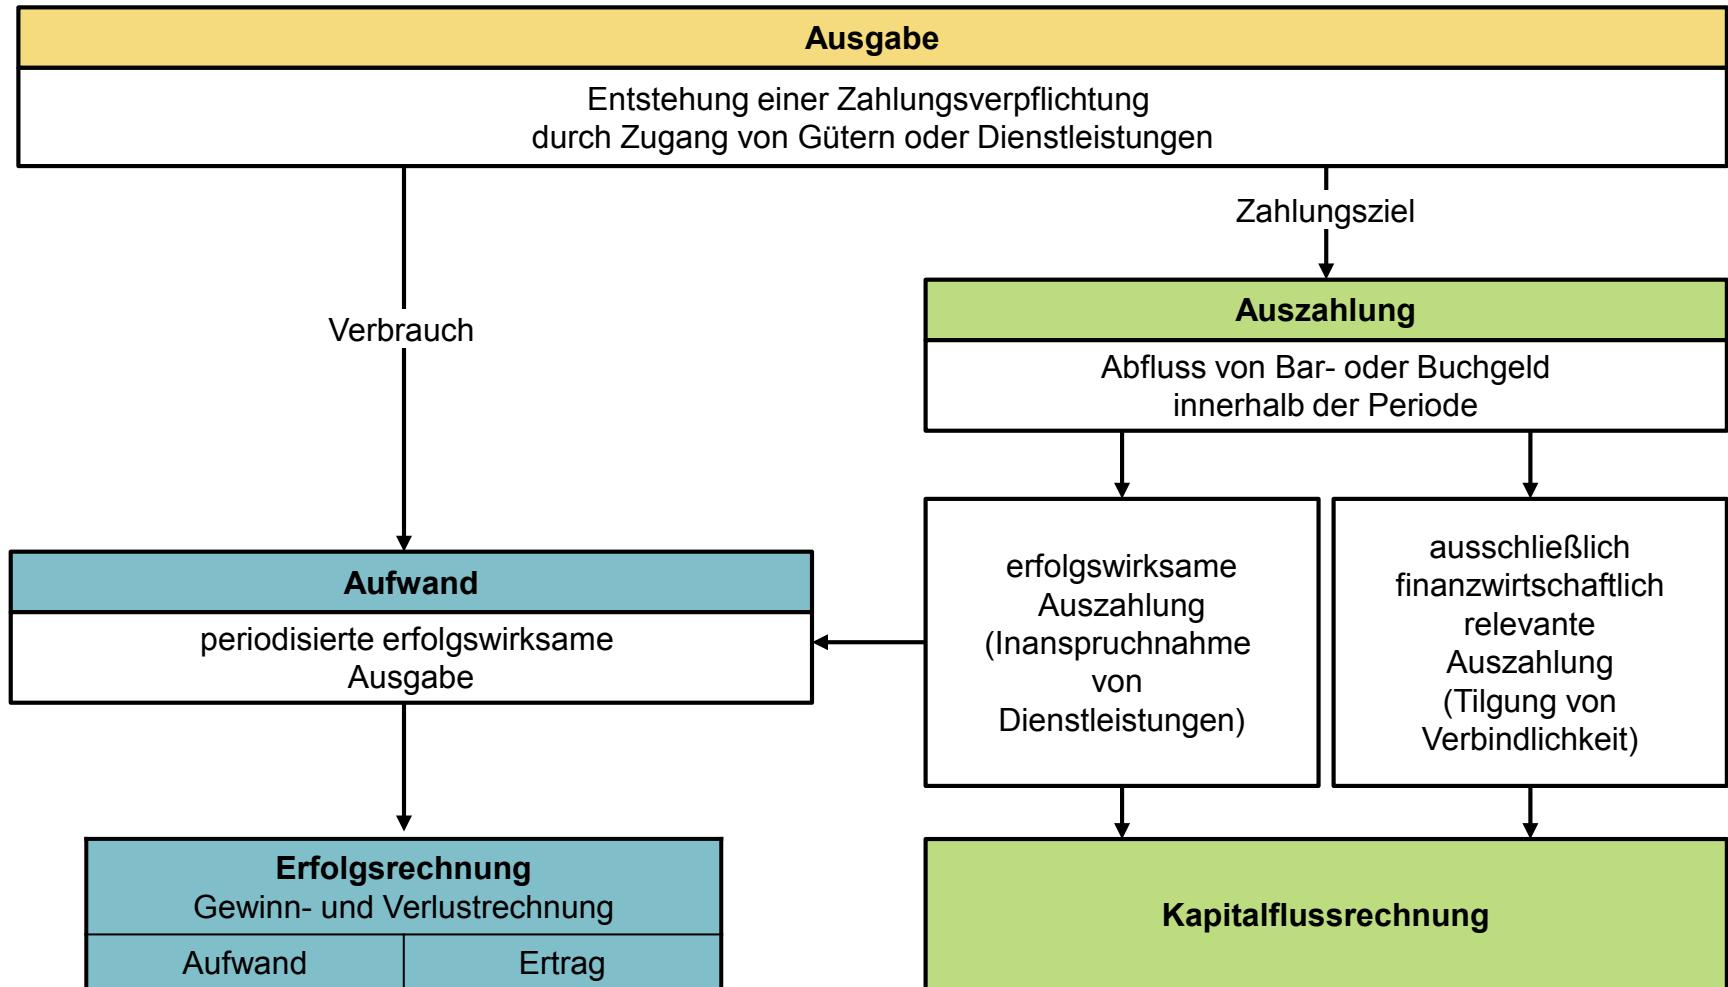 Ausgabe
Entstehung einer Zahlungsverpflichtung
durch Zugang von Gütern oder Dienstleistungen
Zahlungsziel
Verbrauch
Auszahlung
Abfluss von Bar- oder Buchgeld
innerhalb der Periode
Aufwand
periodisierte erfolgswirksame
Ausgabe
erfolgswirksame
Auszahlung
(Inanspruchnahme
von
Dienstleistungen)
ausschließlich
finanzwirtschaftlich
relevante
Auszahlung
(Tilgung von
Verbindlichkeit)
Erfolgsrechnung
Gewinn- und Verlustrechnung
Aufwand
Ertrag
Kapitalflussrechnung